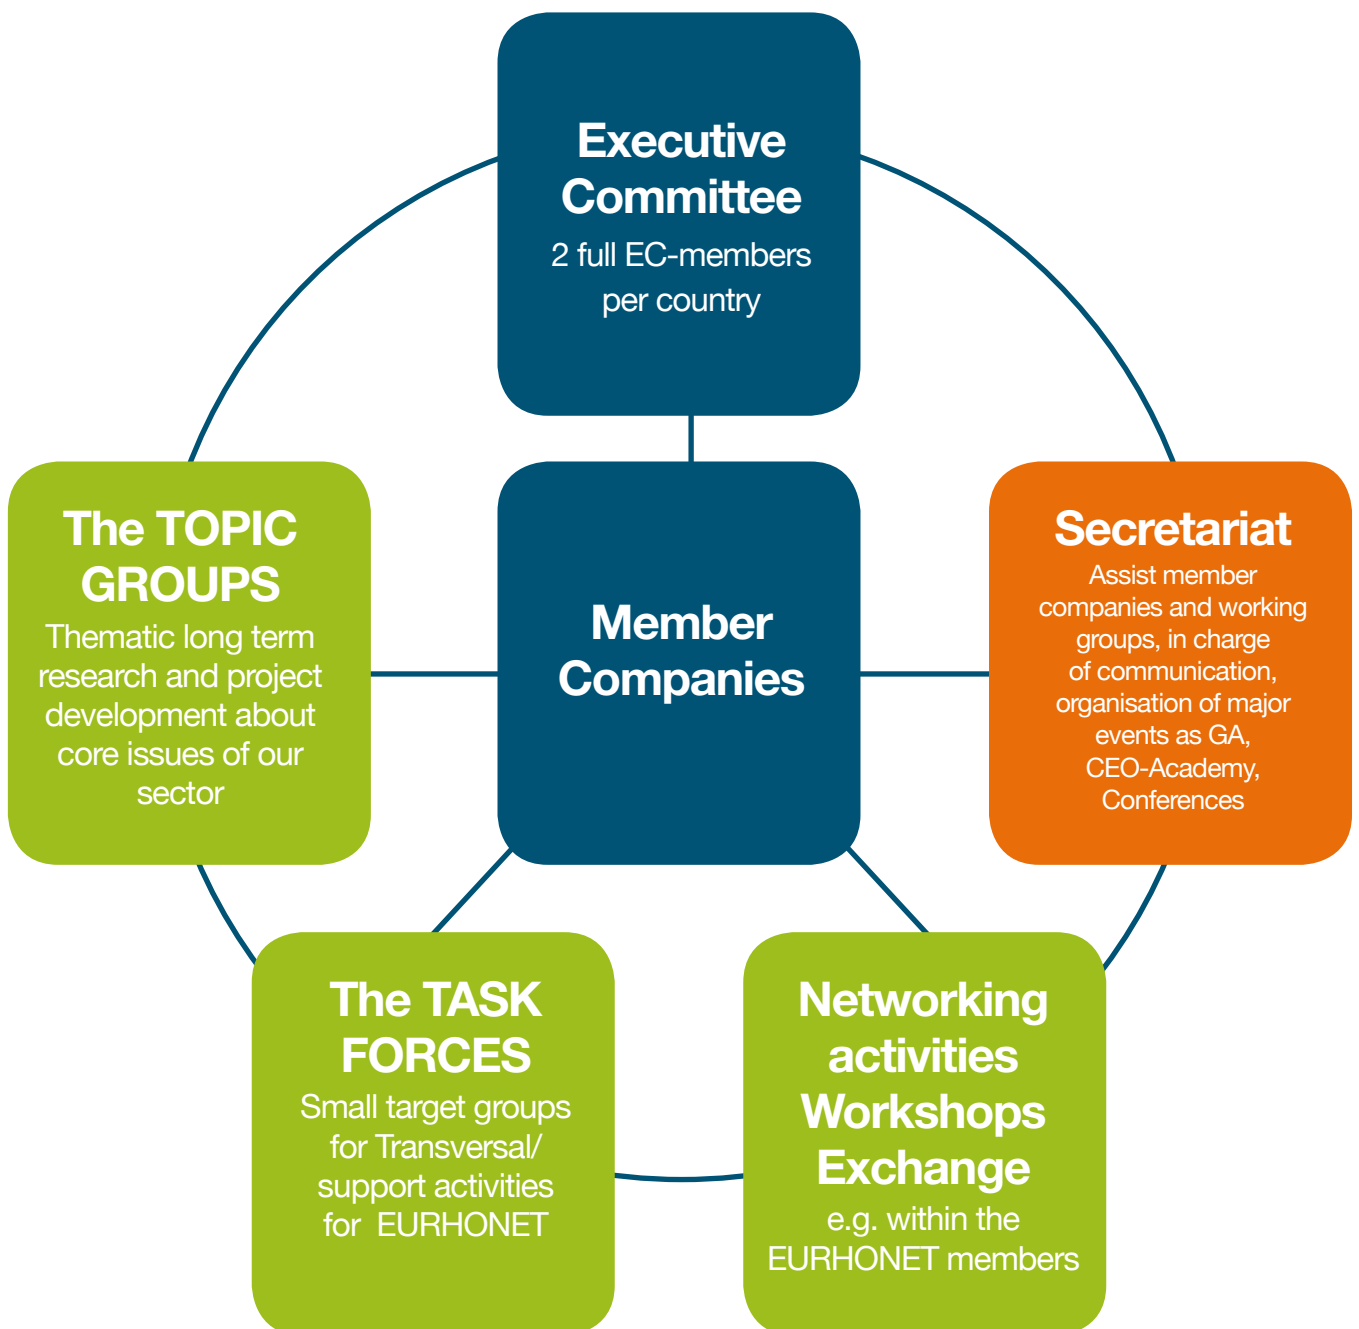 Executive
Committee
2 full EC-members
per country
The TOPIC
GROUPS
Thematic long term
research and project
development about
core issues of our
sector
Member
Companies
Secretariat
Assist member
companies and working
groups, in charge
of communication,
organisation of major
events as GA,
CEO-Academy,
Conferences
The TASK
FORCES
Small target groups
for Transversal/
support activities
for EURHONET
Networking
activities
Workshops
Exchange
e.g. within the
EURHONET members